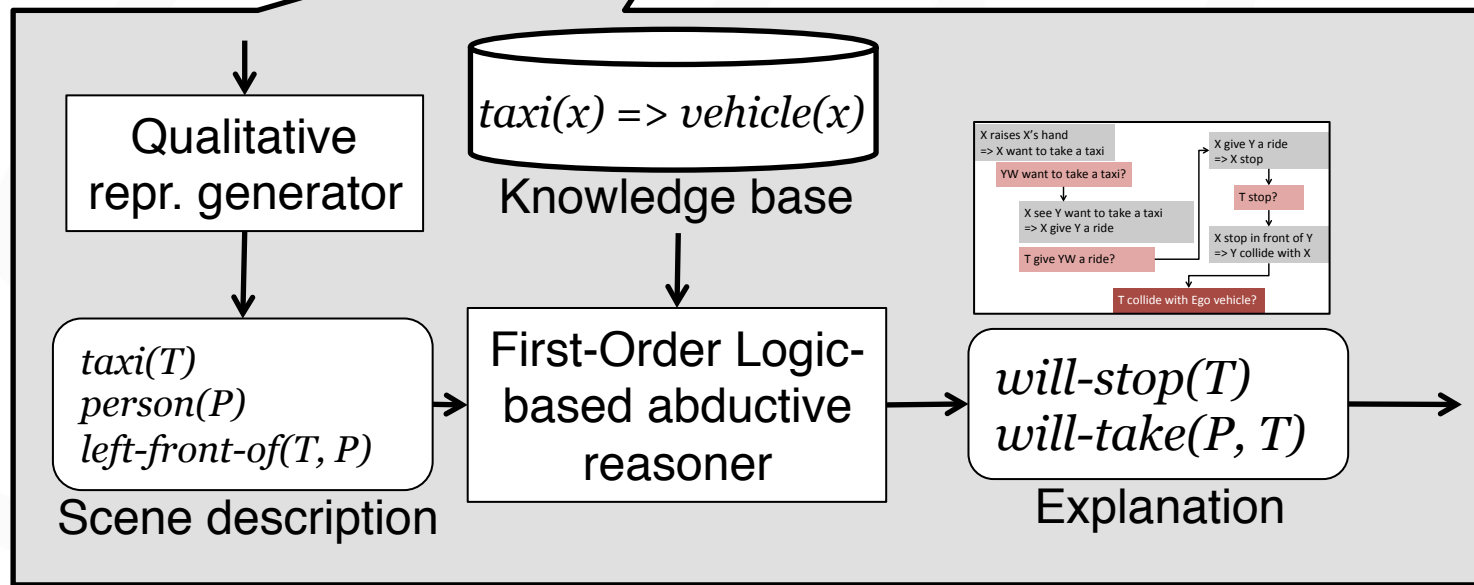 Qualitative
repr. generator
taxi(x) => vehicle(x)
Knowledge base
X raises X's hand
=> X want to take a taxi
YW want to take a taxi?
X see Y want to take a taxi
=> X give Y a ride
T give YW a ride?
X give Y a ride
=> X stop
T stop?
X stop in front of Y
=> Y collide with X
T collide with Ego vehicle?
taxi(T)
person(P)
left-front-of(T, P)
Scene description
First-Order Logic-
based abductive
reasoner
will-stop(T)
will-take(P, T)
Explanation